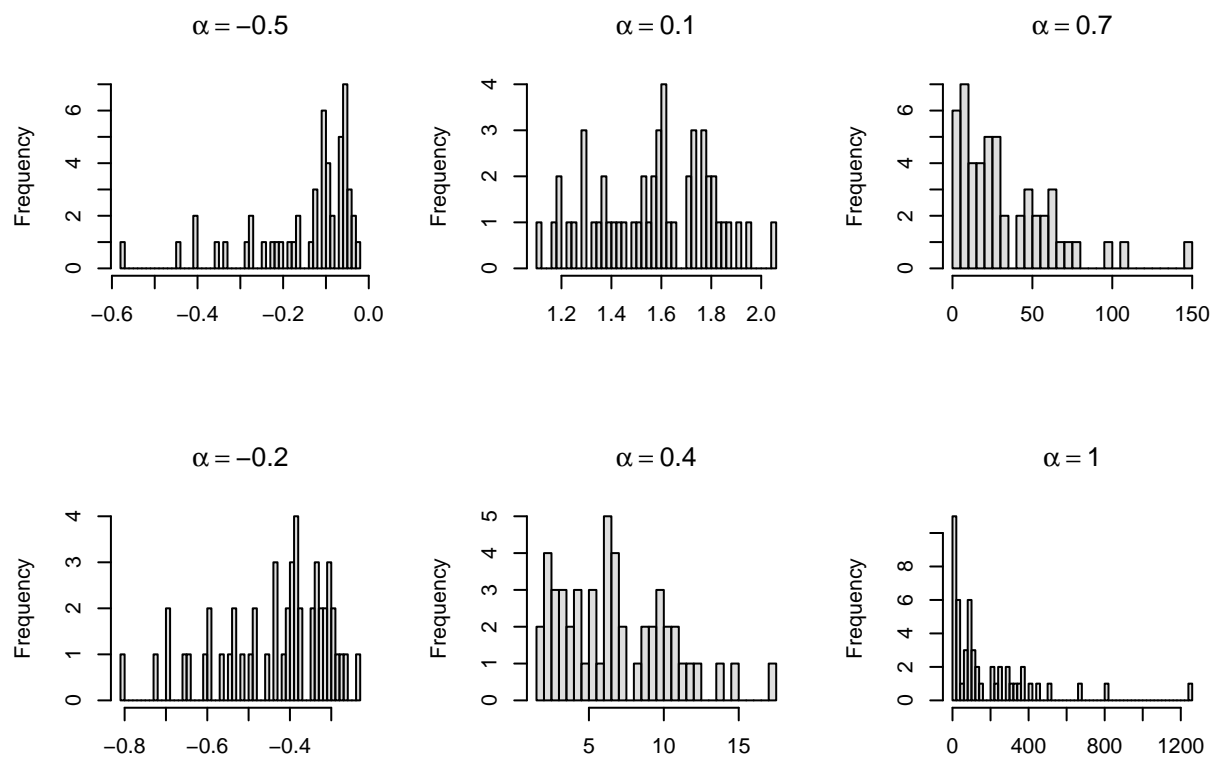 α = −0.5
Frequency
0 2 4 6
−0.6 −0.4 −0.2 0.0
α = 0.1
Frequency
0 1 2 3 4
1.2 1.4 1.6 1.8 2.0
α = 0.7
Frequency
0 2 4 6
0 50 100 150
α = −0.2
Frequency
0 1 2 3 4
−0.8 −0.6 −0.4
α = 0.4
Frequency
0 1 2 3 4 5
5 10 15
α = 1
Frequency
0 2 4 6 8
0 400 800 1200